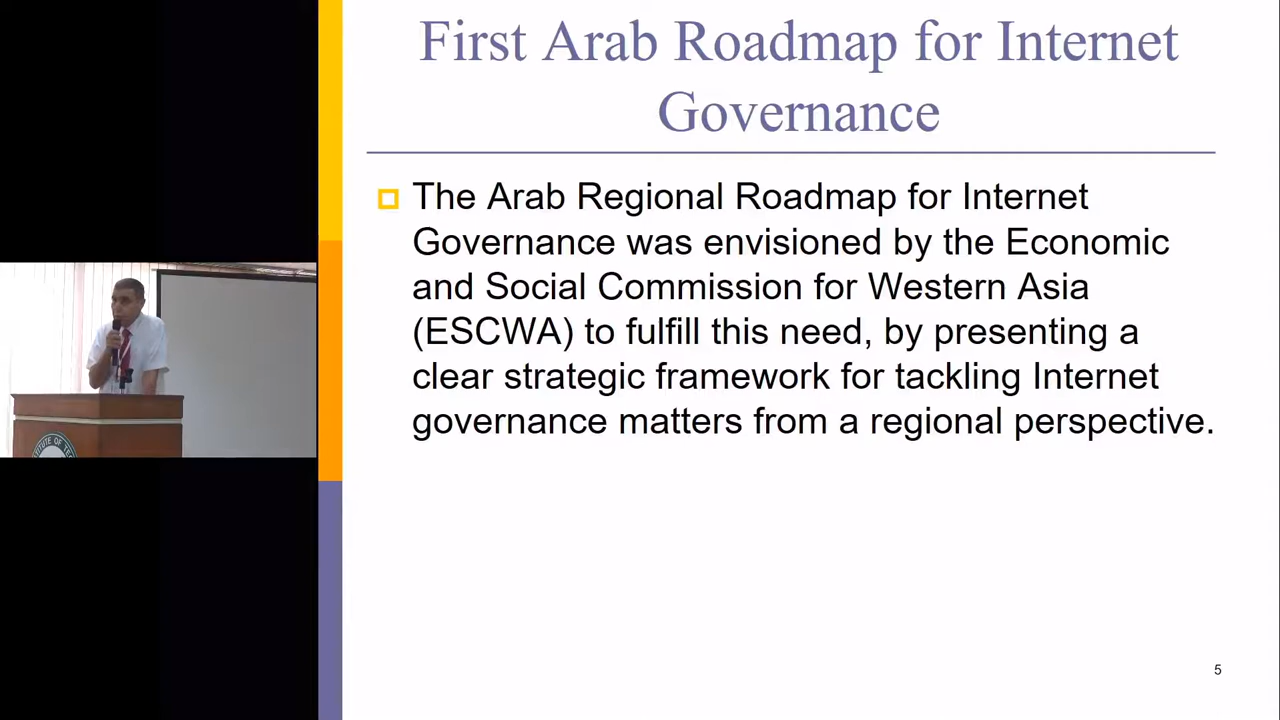 First Arab Roadmap for Internet
Governance
The Arab Regional Roadmap for Internet
Governance was envisioned by the Economic
and Social Commission for Western Asia
(ESCWA) to fulfill this need, by presenting a
clear strategic framework for tackling Internet
governance matters from a regional perspective.
5